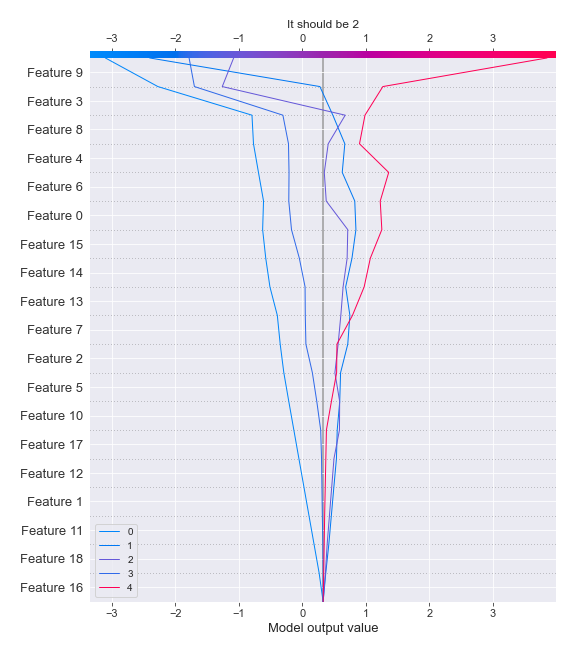 It should be 2
−3 −2 −1 0 1 2 3
Feature 9
Feature 3
Feature 8
Feature 4
Feature 6
Feature 0
Feature 15
Feature 14
Feature 13
Feature 7
Feature 2
Feature 5
Feature 10
Feature 17
Feature 12
Feature 1
Feature 11
Feature 18
Feature 16
0
1
2
3
4
−3 −2 −1 0 1 2 3
Model output value